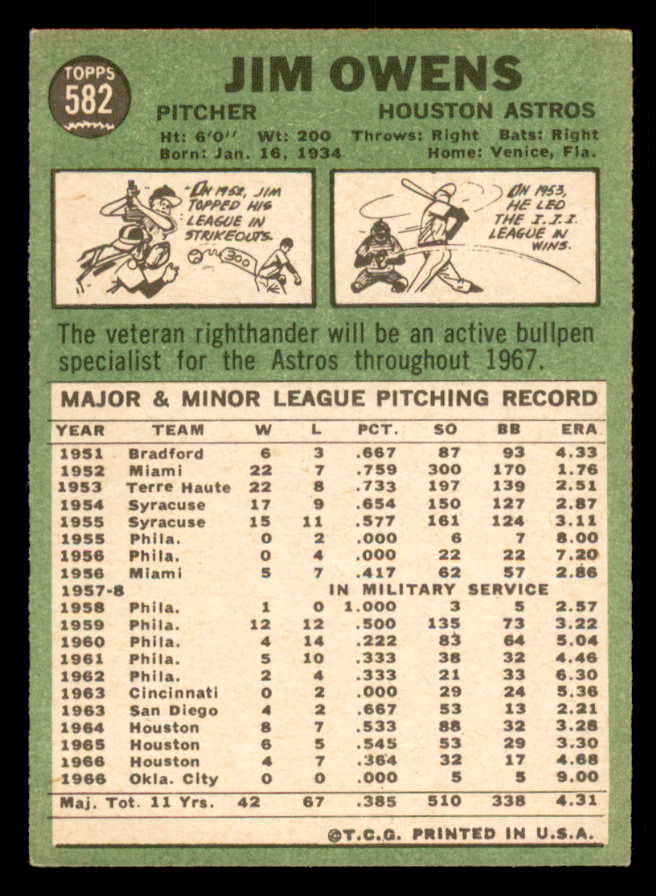 TOPPS
582
JIM OWENS
PITCHER HOUSTON ASTROS
Ht: 6'0" Wt: 200 Throws: Right Bats: Right
Born: Jan. 16, 1934 Home: Venice, Fla.
ON 1952, JIM
TOPPED HIS
LEAGUE IN
STRIKEOUTS.
300
ON 1953,
HE LED
THE I.I.I.
LEAGUE IN
WINS.
The veteran righthander will be an active bullpen
specialist for the Astros throughout 1967.
MAJOR & MINOR LEAGUE PITCHING RECORD
YEAR TEAM W L PCT. SO BB ERA
1951 Bradford 6 3 .667 87 93 4.33
1952 Miami 22 7 .759 300 170 1.76
1953 Terre Haute 22 8 .733 197 139 2.51
1954 Syracuse 17 9 .654 150 127 2.87
1955 Syracuse 15 11 .577 161 124 3.11
1955 Phila. 0 2 .000 6 7 8.00
1956 Phila. 0 4 .000 22 22 7.20
1956 Miami 5 7 .417 62 57 2.86
1957-8 IN MILITARY SERVICE
1958 Phila. 1 0 1.000 3 5 2.57
1959 Phila. 12 12 .500 135 73 3.22
1960 Phila. 4 14 .222 83 64 5.04
1961 Phila. 5 10 .333 38 32 4.46
1962 Phila. 2 4 .333 21 33 6.30
1963 Cincinnati 0 2 .000 29 24 5.36
1963 San Diego 4 2 .667 53 13 2.21
1964 Houston 8 7 .533 88 32 3.28
1965 Houston 6 5 .545 53 29 3.30
1966 Houston 4 7 .364 32 17 4.68
1966 Okla. City 0 0 .000 5 5 9.00
Maj. Tot. 11 Yrs. 42 67 .385 510 338 4.31
©T.C.G. PRINTED IN U.S.A.